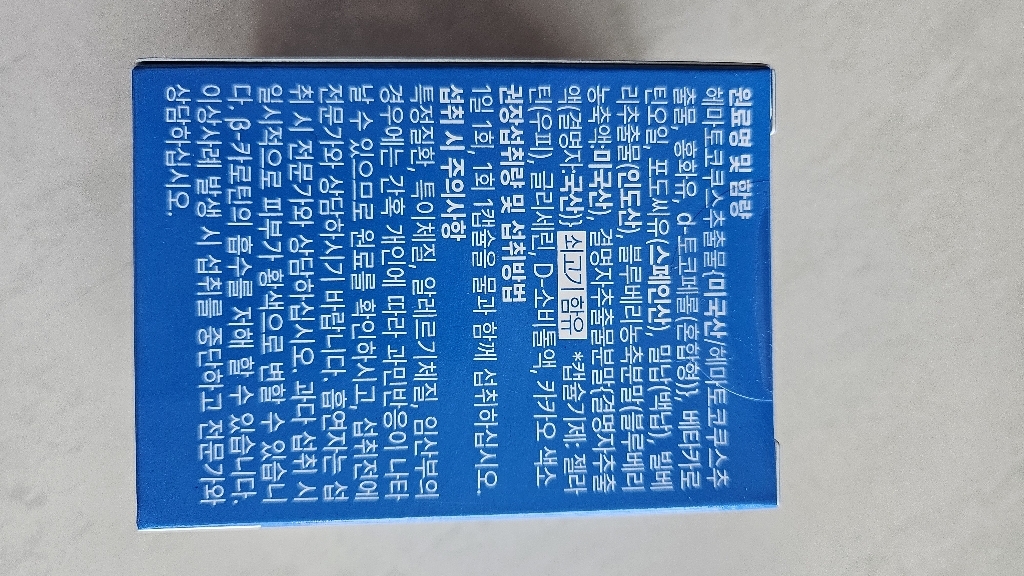 원료명 및 함량
헤마토코쿠스추출물{미국산/헤마토코쿠스추
출물, 홍화유, d-토코페롤(혼합형)}, 베타카로
틴오일, 포도씨유(스페인산), 밀납(백납), 빌베
리추출물(인도산), 블루베리농축분말{블루베리
농축액:미국산}, 결명자추출물분말{결명자추출
액(결명자:국산)} 쇠고기 함유 *캡슐기제: 젤라
틴(우피), 글리세린, D-소비톨액, 카카오 색소
권장섭취량 및 섭취방법
1일 1회, 1회 1캡슐을 물과 함께 섭취하십시오.
섭취 시 주의사항
특정질환, 특이체질, 알레르기체질, 임산부의
경우에는 간혹 개인에 따라 과민반응이 나타
날 수 있으므로 원료를 확인하시고, 섭취전에
전문가와 상담하시기 바랍니다. 흡연자는 섭
취 시 전문가와 상담하십시오. 과다 섭취 시
일시적으로 피부가 황색으로 변할 수 있습니
다. β-카로틴의 흡수를 저해 할 수 있습니다.
이상사례 발생 시 섭취를 중단하고 전문가와
상담하십시오.